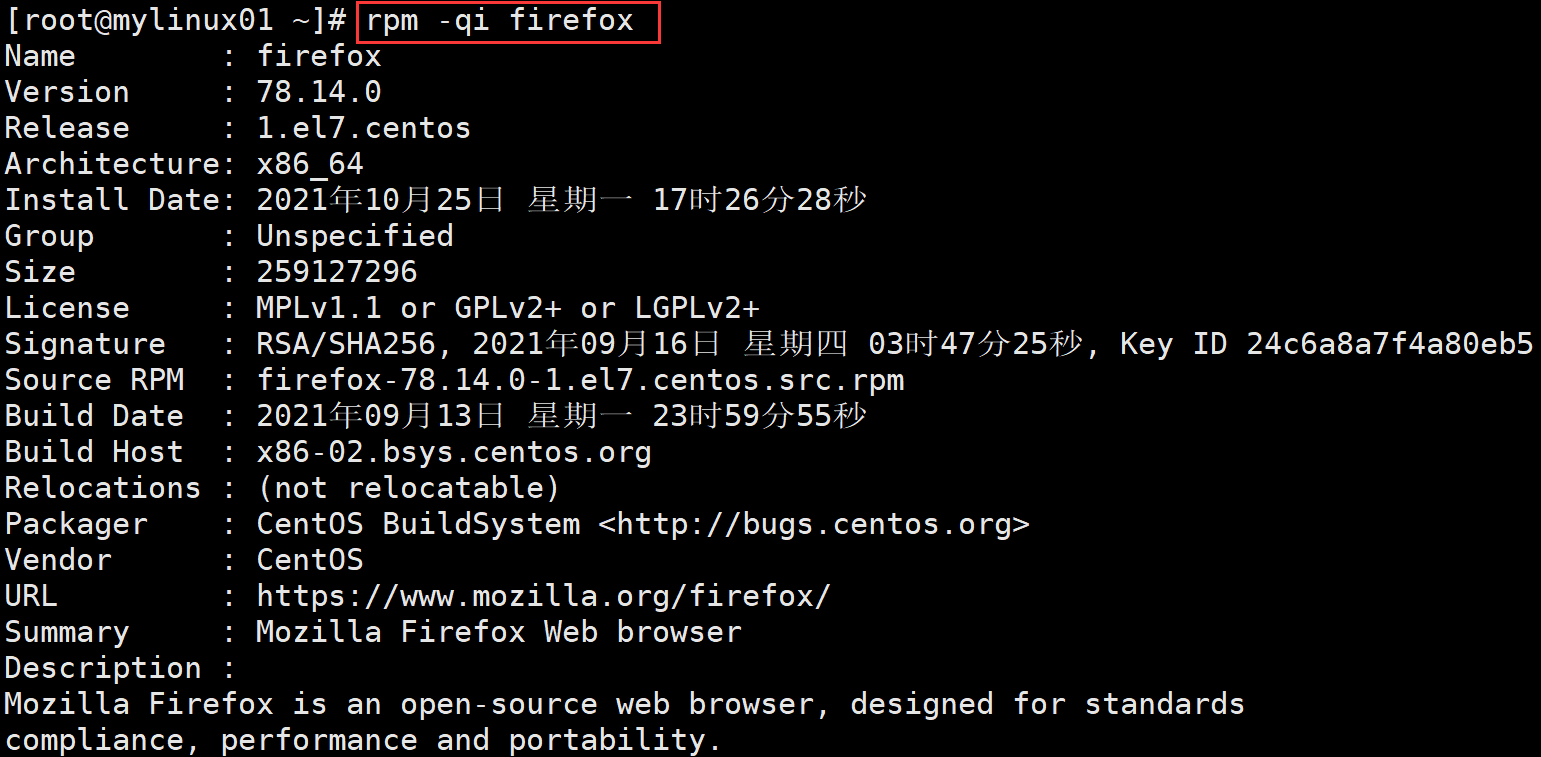 [root@mylinux01 ~]# rpm -qi firefox
Name        : firefox
Version     : 78.14.0
Release     : 1.el7.centos
Architecture: x86_64
Install Date: 2021年10月25日 星期一 17时26分28秒
Group       : Unspecified
Size        : 259127296
License     : MPLv1.1 or GPLv2+ or LGPLv2+
Signature   : RSA/SHA256, 2021年09月16日 星期四 03时47分25秒, Key ID 24c6a8a7f4a80eb5
Source RPM  : firefox-78.14.0-1.el7.centos.src.rpm
Build Date  : 2021年09月13日 星期一 23时59分55秒
Build Host  : x86-02.bsys.centos.org
Relocations : (not relocatable)
Packager    : CentOS BuildSystem <http://bugs.centos.org>
Vendor      : CentOS
URL         : https://www.mozilla.org/firefox/
Summary     : Mozilla Firefox Web browser
Description :
Mozilla Firefox is an open-source web browser, designed for standards
compliance, performance and portability.